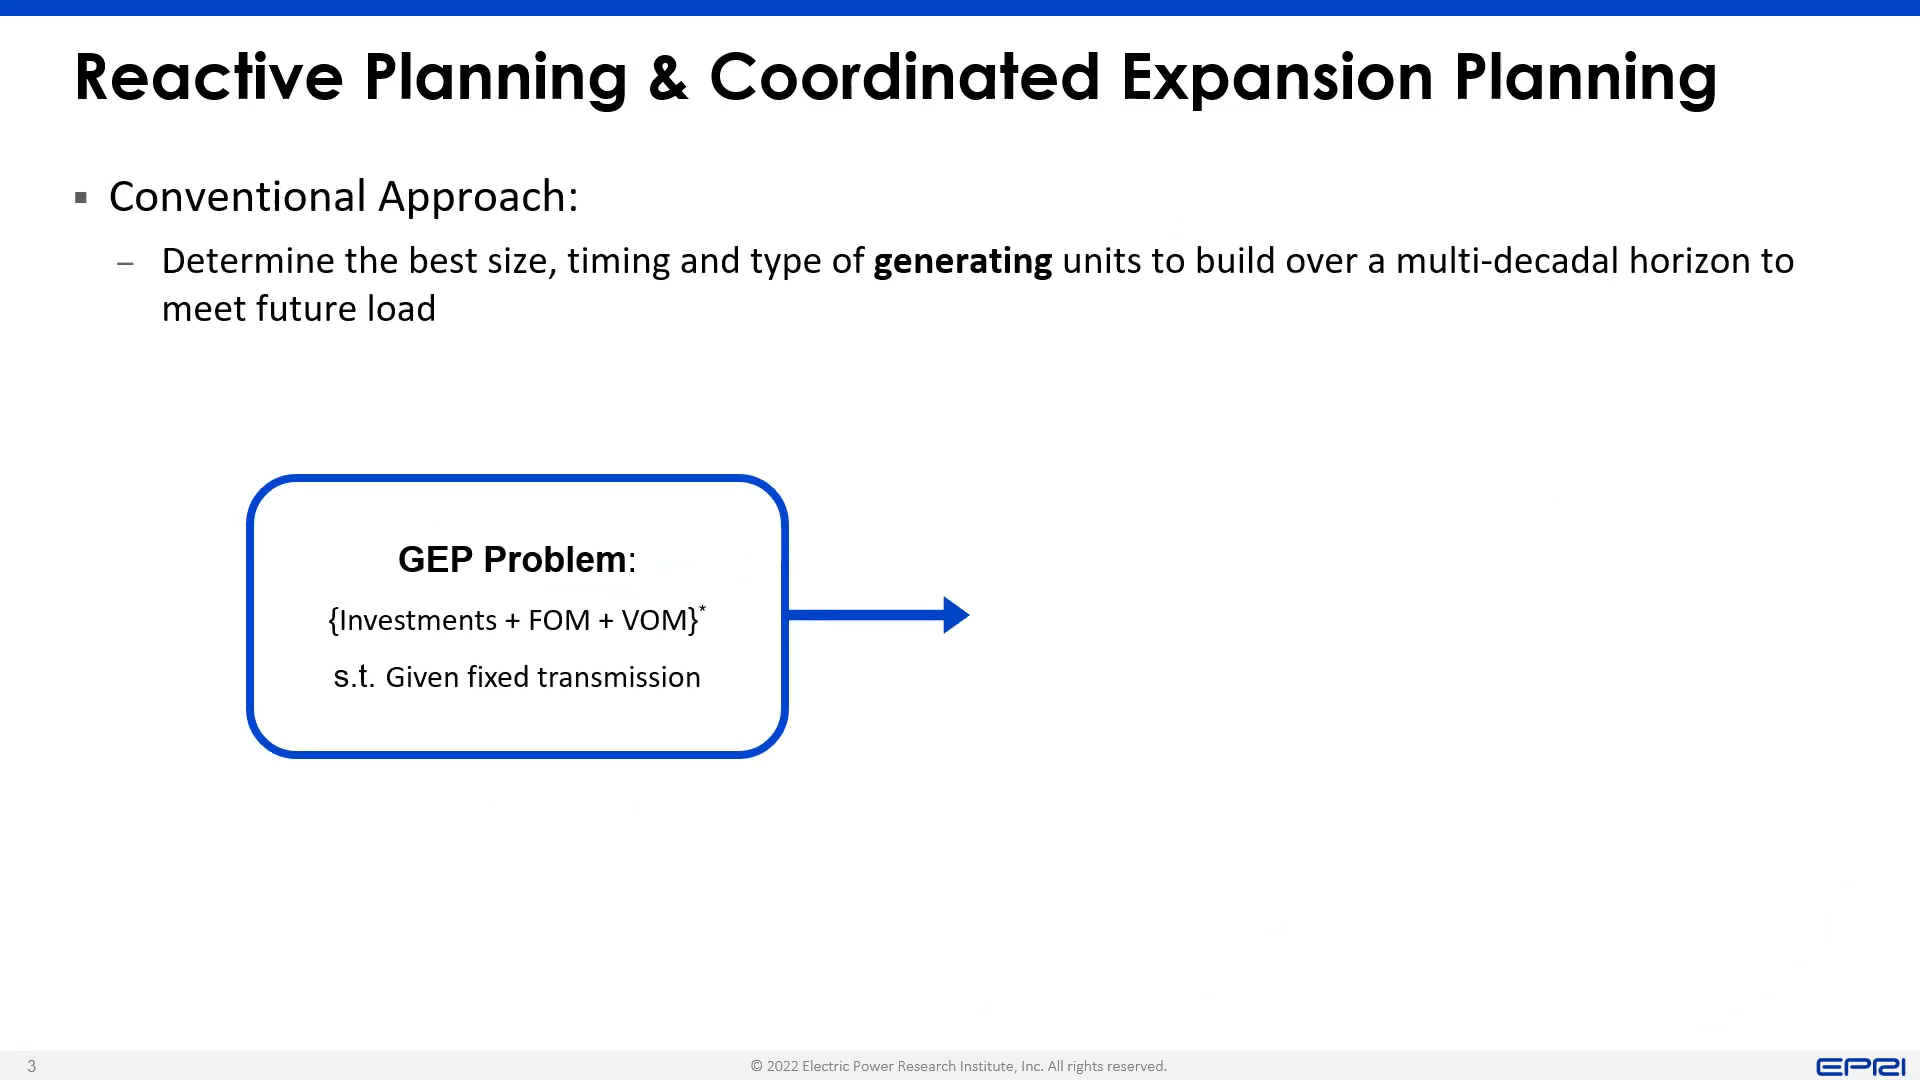 Reactive Planning & Coordinated Expansion Planning
▪ Conventional Approach:
– Determine the best size, timing and type of generating units to build over a multi-decadal horizon to
meet future load
GEP Problem:
{Investments + FOM + VOM}*
s.t. Given fixed transmission
3
© 2022 Electric Power Research Institute, Inc. All rights reserved.
EPRI